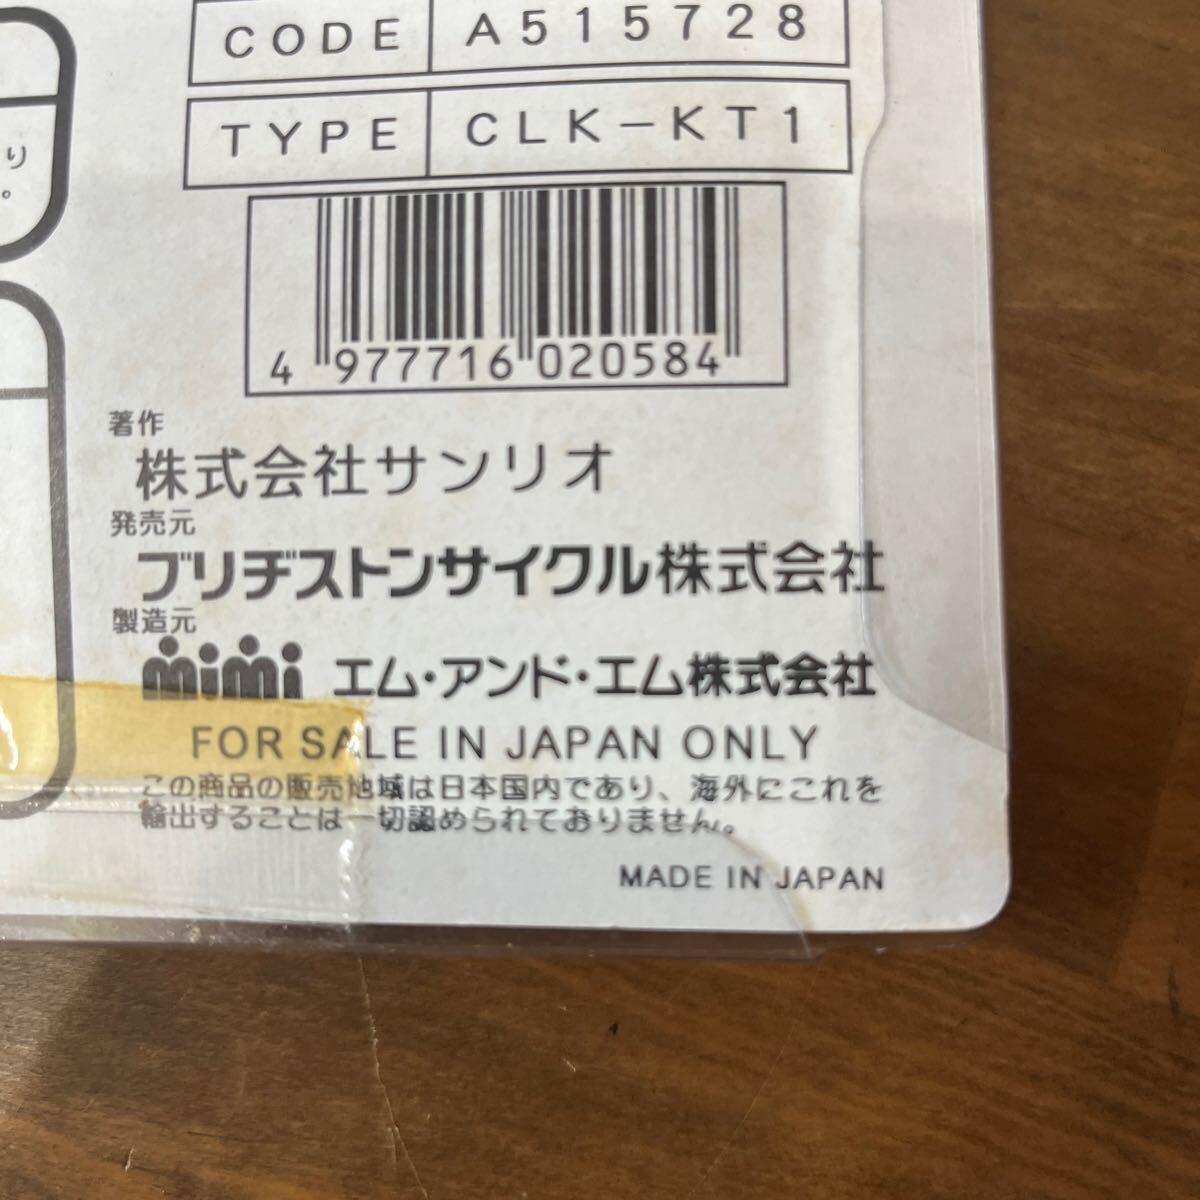 CODE A515728
TYPE CLK-KT1
り
。
4 977716 020584
著作
株式会社サンリオ
発売元
ブリヂストンサイクル株式会社
製造元
mimi エム・アンド・エム株式会社
FOR SALE IN JAPAN ONLY
この商品の販売地域は日本国内であり、海外にこれを
輸出することは一切認められておりません。
MADE IN JAPAN